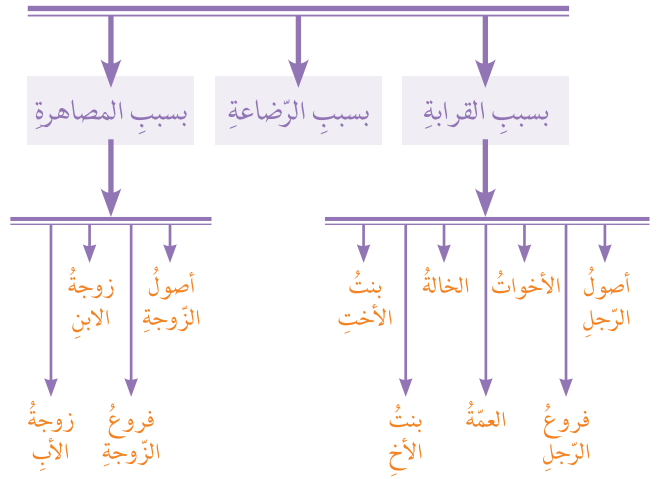 بسببِ القرابةِ
بسببِ الرّضاعةِ
بسببِ المصاهرةِ
أصولُ
الرّجلِ
الأخواتُ
الخالةُ
بنتُ
الأختِ
فروعُ
الرّجلِ
العمّةُ
بنتُ
الأخِ
أصولُ
الزّوجةِ
زوجةُ
الابنِ
فروعُ
الزّوجةِ
زوجةُ
الأبِ